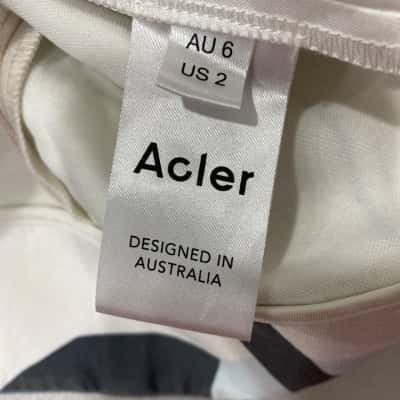 AU 6
US 2
Acler
DESIGNED IN
AUSTRALIA